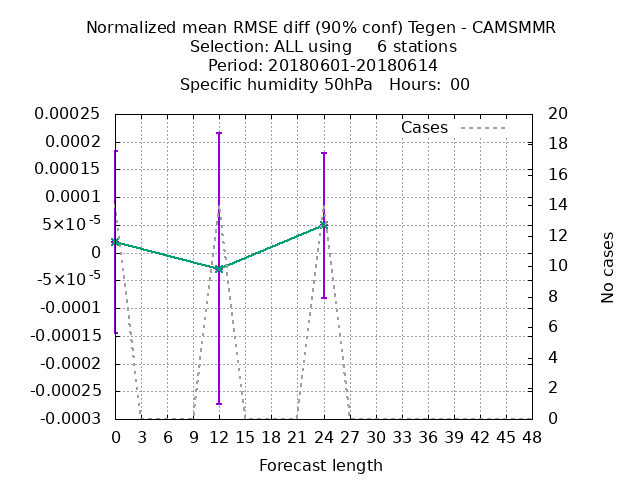 Normalized mean RMSE diff (90% conf) Tegen - CAMSMMR
Selection: ALL using     6 stations
Period: 20180601-20180614
Specific humidity 50hPa   Hours:  00
Cases
0.00025
0.0002
0.00015
0.0001
5×10⁻⁵
0
-5×10⁻⁵
-0.0001
-0.00015
-0.0002
-0.00025
-0.0003
20
18
16
14
12
10
8
6
4
2
0
No cases
0 3 6 9 12 15 18 21 24 27 30 33 36 39 42 45 48
Forecast length